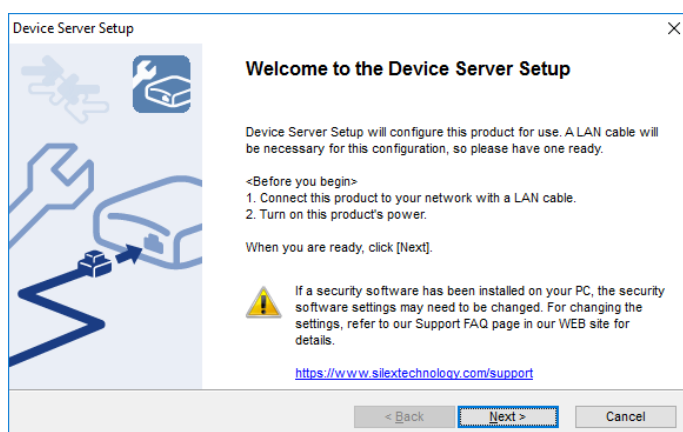 Device Server Setup
Welcome to the Device Server Setup
Device Server Setup will configure this product for use. A LAN cable will
be necessary for this configuration, so please have one ready.
<Before you begin>
1. Connect this product to your network with a LAN cable.
2. Turn on this product's power.
When you are ready, click [Next].
If a security software has been installed on your PC, the security
software settings may need to be changed. For changing the
settings, refer to our Support FAQ page in our WEB site for
details.
https://www.silextechnology.com/support
< Back
Next >
Cancel